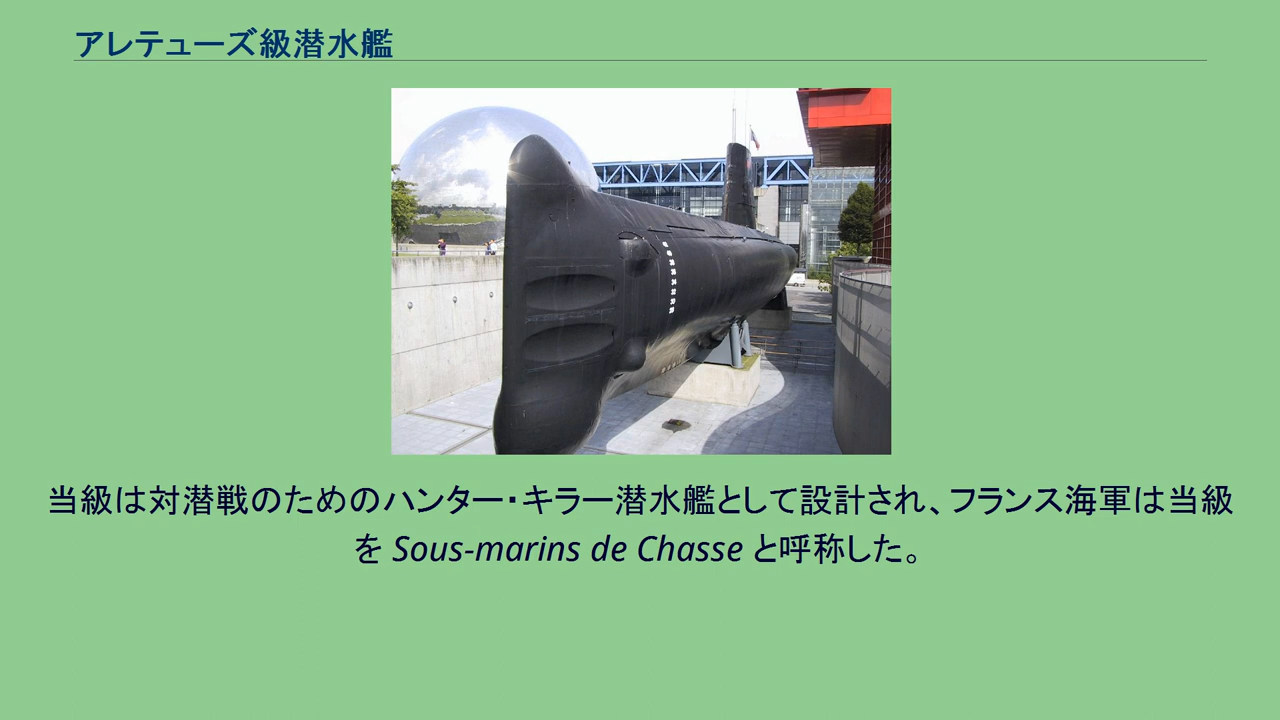 アレテューズ級潜水艦
当級は対潜戦のためのハンター・キラー潜水艦として設計され、フランス海軍は当級
を Sous-marins de Chasse と呼称した。